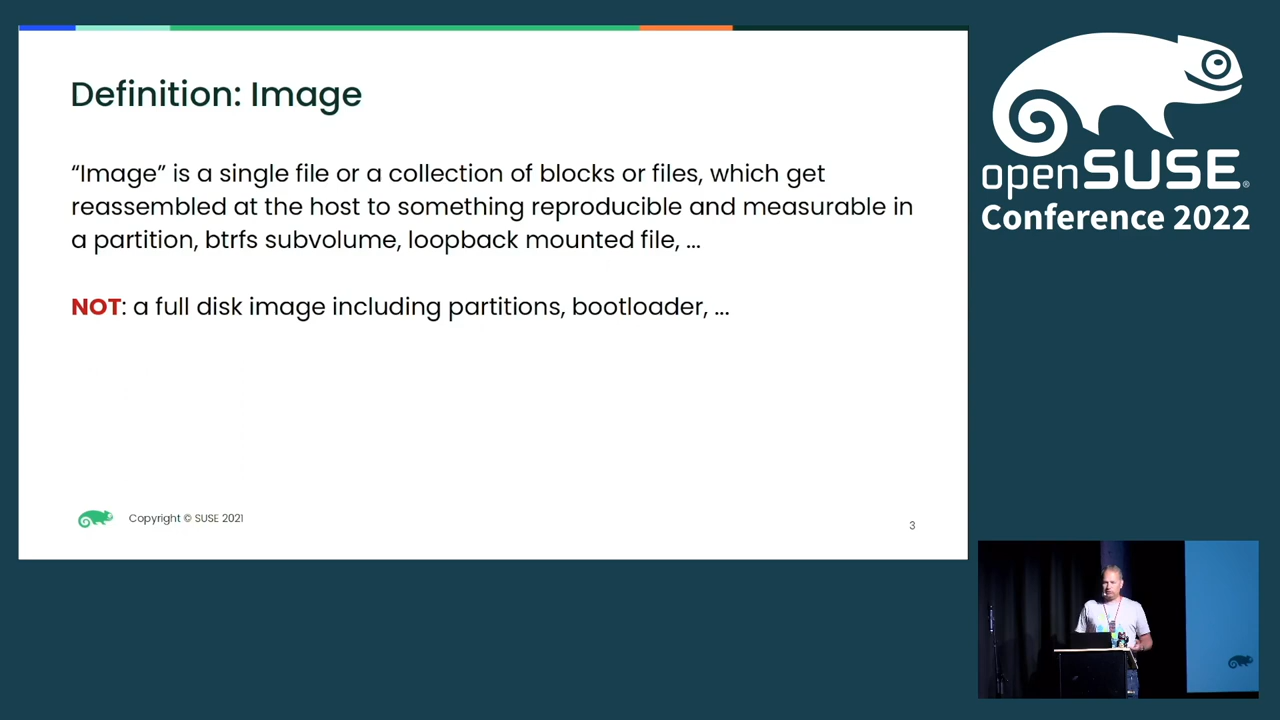 Definition: Image
“Image” is a single file or a collection of blocks or files, which get
reassembled at the host to something reproducible and measurable in
a partition, btrfs subvolume, loopback mounted file, ...
NOT: a full disk image including partitions, bootloader, ...
Copyright © SUSE 2021
3
openSUSE®
Conference 2022